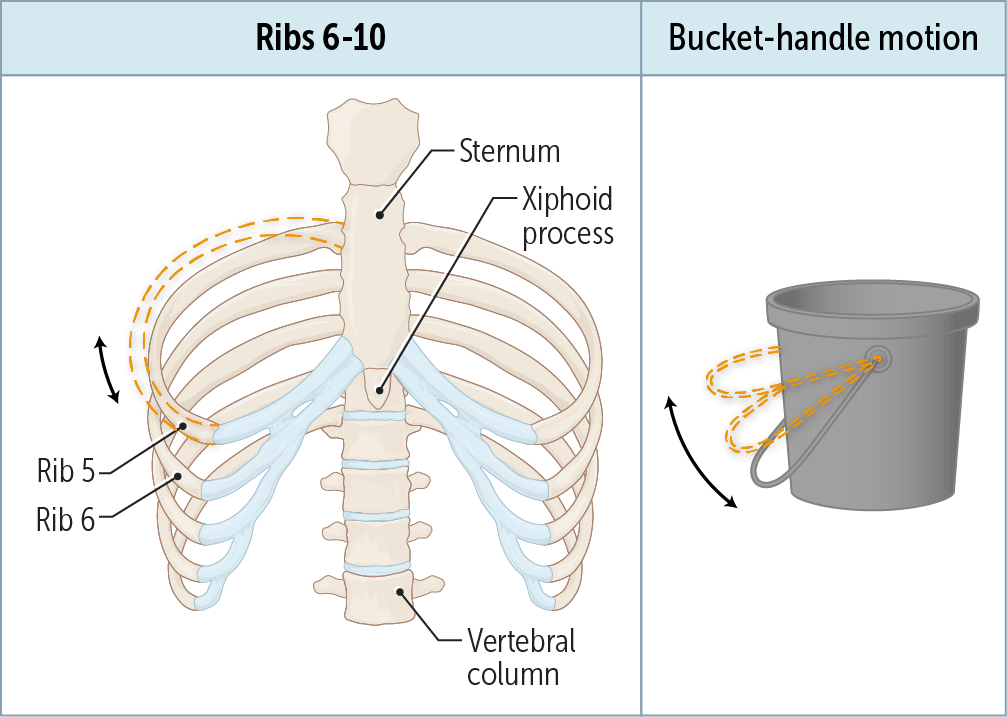 Ribs 6-10
Bucket-handle motion
Sternum
Xiphoid
process
Rib 5
Rib 6
Vertebral
column